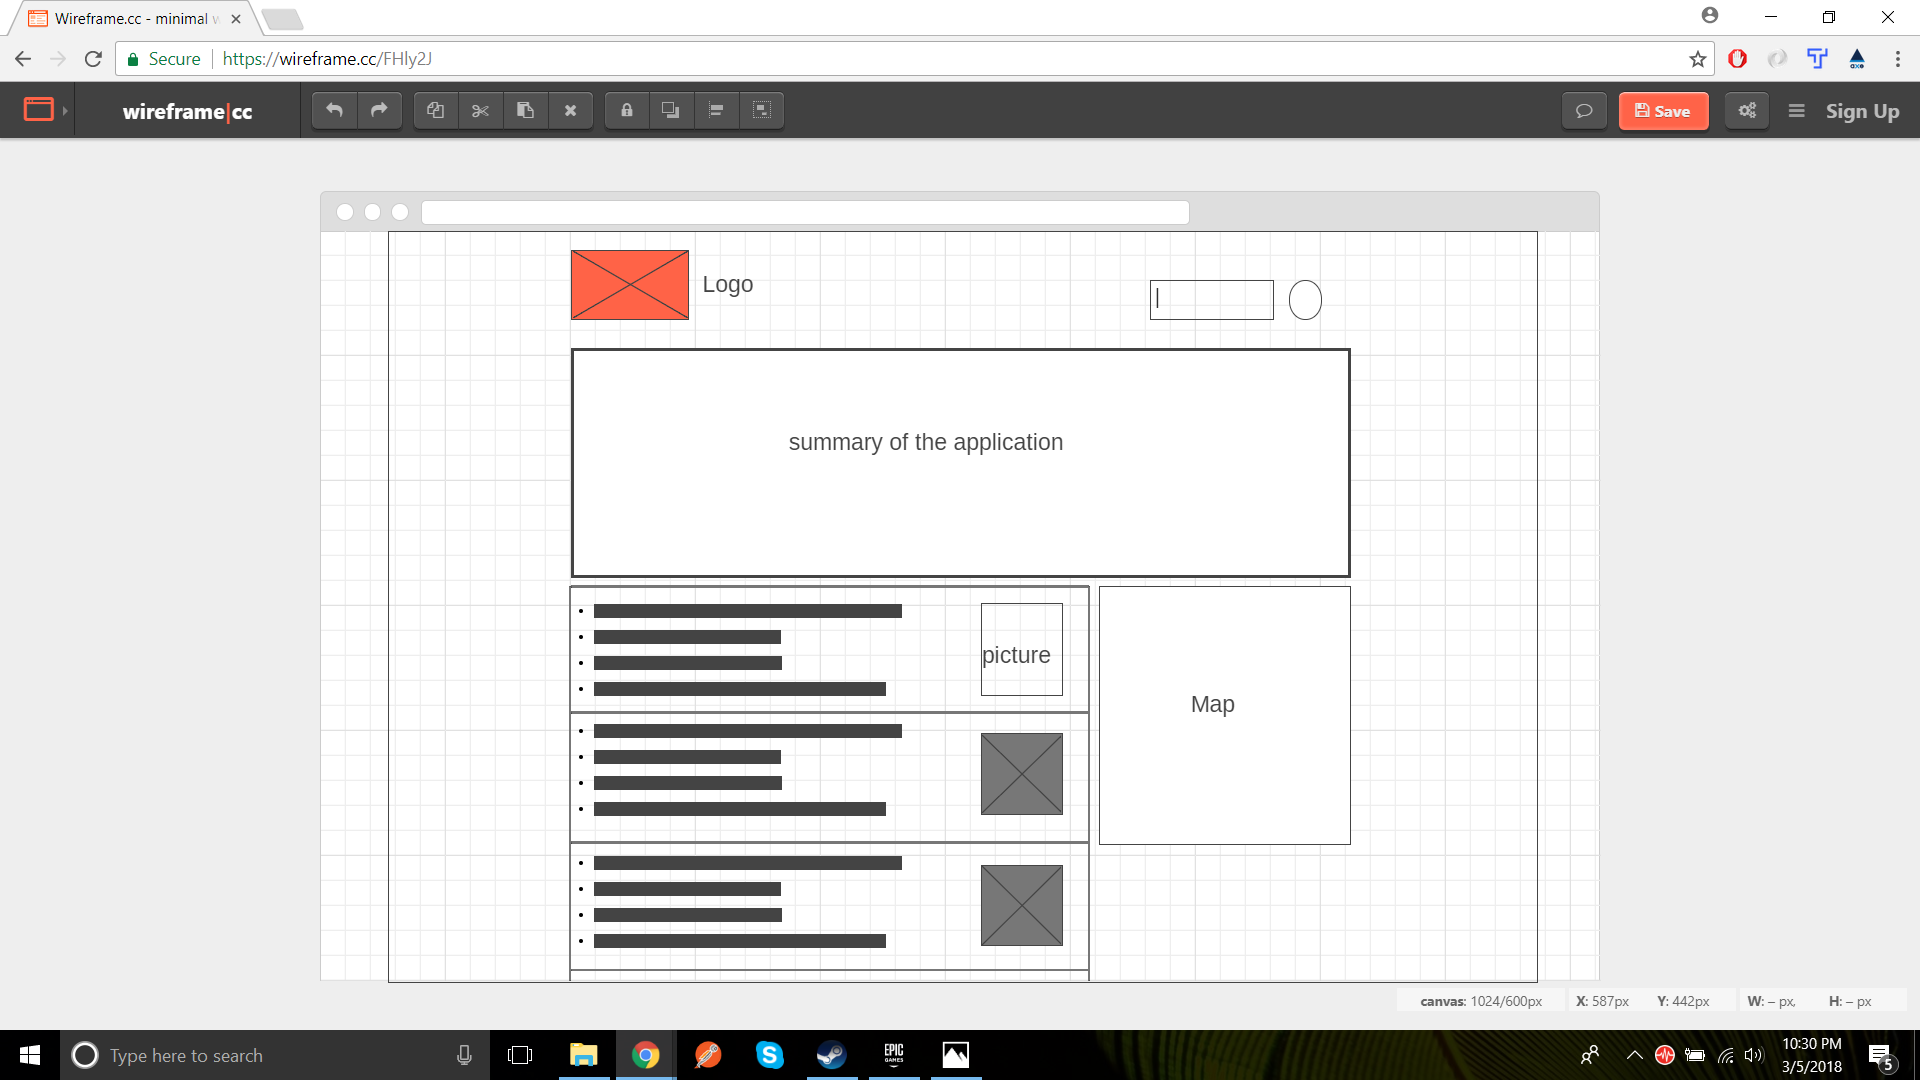 Wireframe.cc - minimal w
Secure
https://wireframe.cc/FHly2J
wireframe|cc
Save
Sign Up
Logo
summary of the application
picture
Map
canvas: 1024/600px X: 587px Y: 442px W: – px, H: – px
Type here to search
EPIC
GAMES
10:30 PM
3/5/2018
5